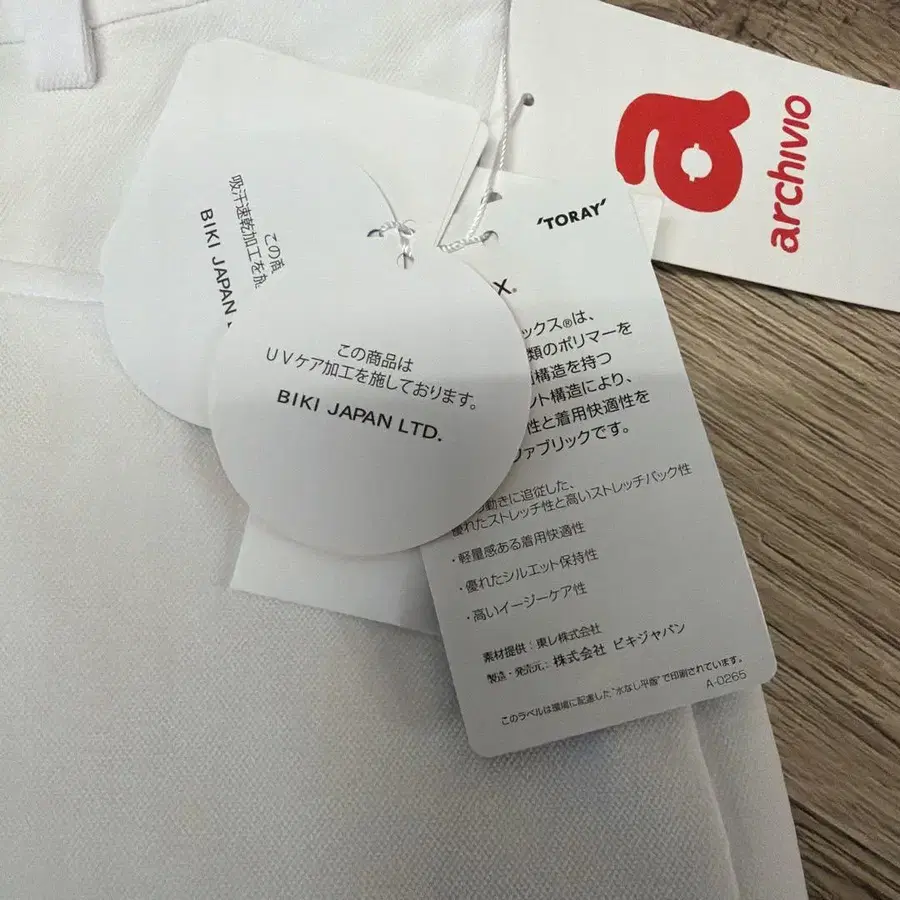 archivio
この商
吸汗速乾加工を施
BIKI JAPAN
この商品は
UVケア加工を施しております。
BIKI JAPAN LTD.
'TORAY'
X®
ックス®は、
類のポリマーを
構造を持つ
ント構造により、
性と着用快適性を
ファブリックです。
動きに追従した、
優れたストレッチ性と高いストレッチバック性
・軽量感ある着用快適性
・優れたシルエット保持性
・高いイージーケア性
素材提供：東レ株式会社
製造・発売元：株式会社 ビキジャパン
このラベルは環境に配慮した"水なし平版"で印刷されています。
A-0265